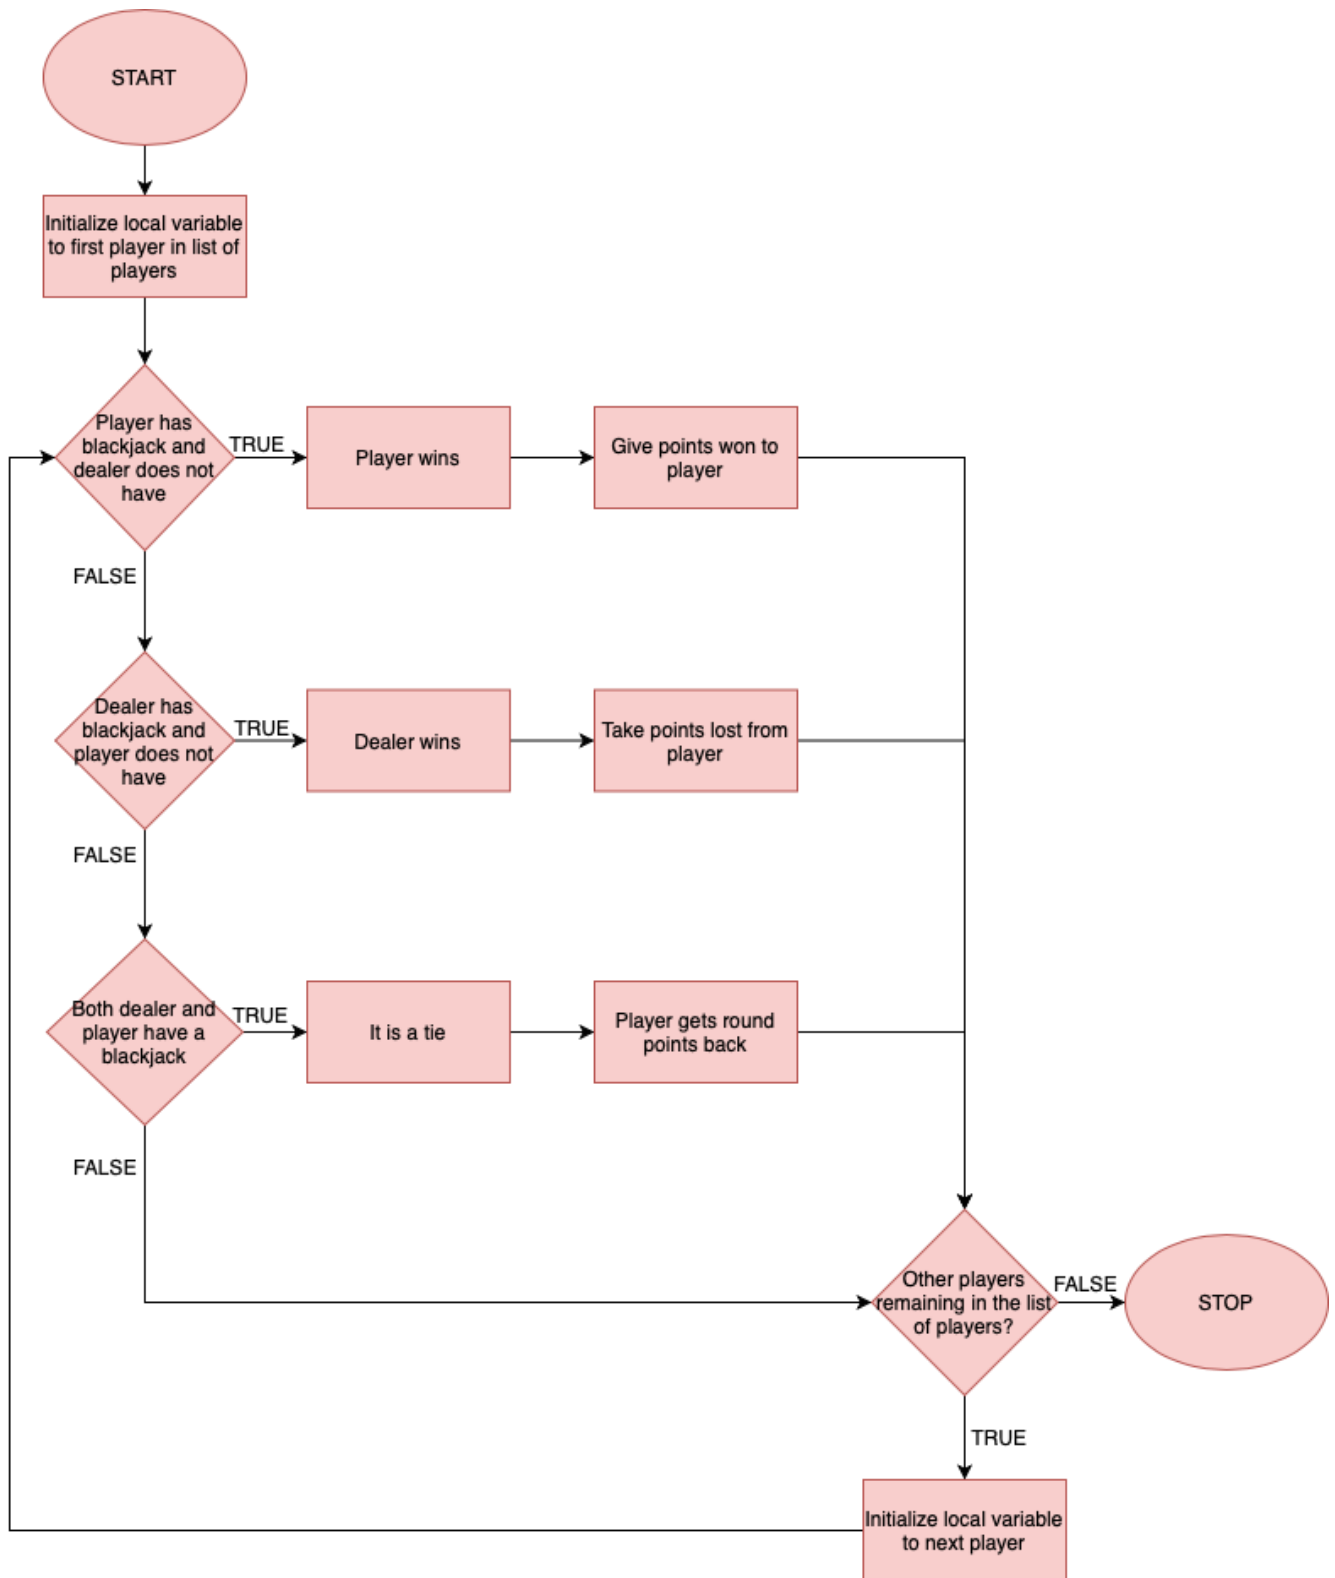 START
Initialize local variable
to first player in list of
players
Player has
blackjack and
dealer does not
have
TRUE
Player wins
Give points won to
player
FALSE
Dealer has
blackjack and
player does not
have
TRUE
Dealer wins
Take points lost from
player
FALSE
Both dealer and
player have a
blackjack
TRUE
It is a tie
Player gets round
points back
FALSE
Other players
remaining in the list
of players?
FALSE
STOP
TRUE
Initialize local variable
to next player